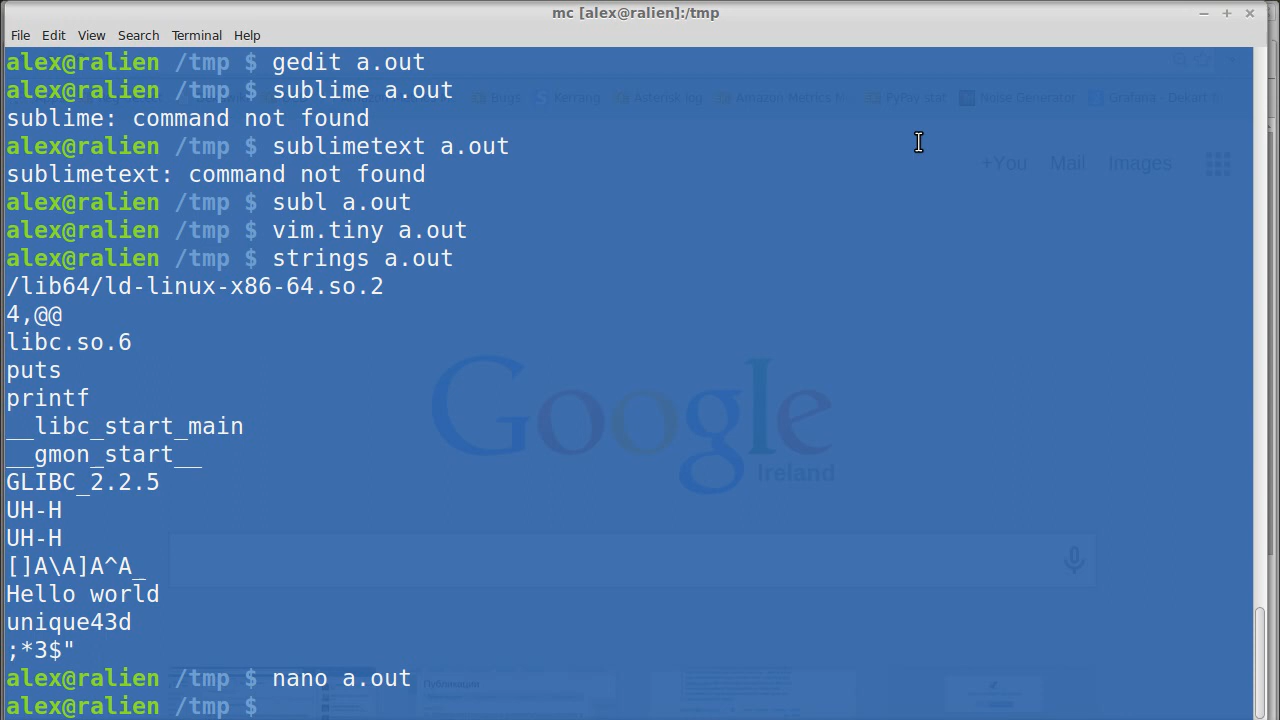 mc [alex@ralien]:/tmp
File Edit View Search Terminal Help
alex@ralien /tmp $ gedit a.out
alex@ralien /tmp $ sublime a.out
Bugs Kerrang Asterisk log Amazon Metrics PyPay stat Noise Generator Grafana - Dekart
sublime: command not found
alex@ralien /tmp $ sublimetext a.out
+You Mail Images
sublimetext: command not found
alex@ralien /tmp $ subl a.out
alex@ralien /tmp $ vim.tiny a.out
alex@ralien /tmp $ strings a.out
/lib64/ld-linux-x86-64.so.2
4,@@
libc.so.6
puts
printf
Google
__libc_start_main
__gmon_start__
Ireland
GLIBC_2.2.5
UH-H
UH-H
[]A\A]A^A_
Hello world
unique43d
;*3$"
alex@ralien /tmp $ nano a.out
Публикации
alex@ralien /tmp $